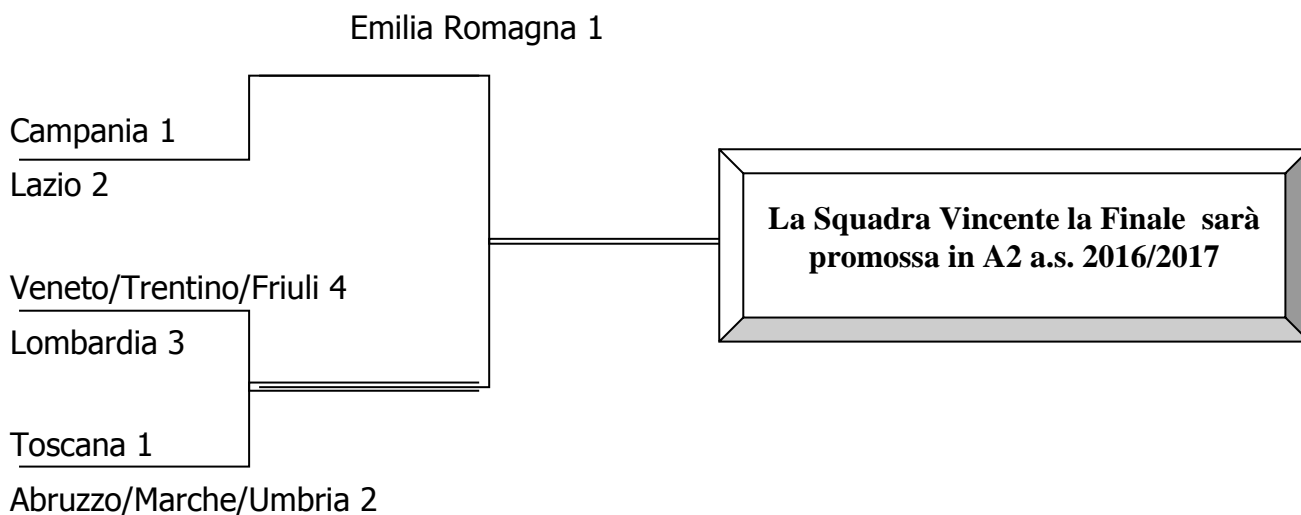 Emilia Romagna 1
Campania 1
Lazio 2
Veneto/Trentino/Friuli 4
Lombardia 3
Toscana 1
Abruzzo/Marche/Umbria 2
La Squadra Vincente la Finale sarà
promossa in A2 a.s. 2016/2017